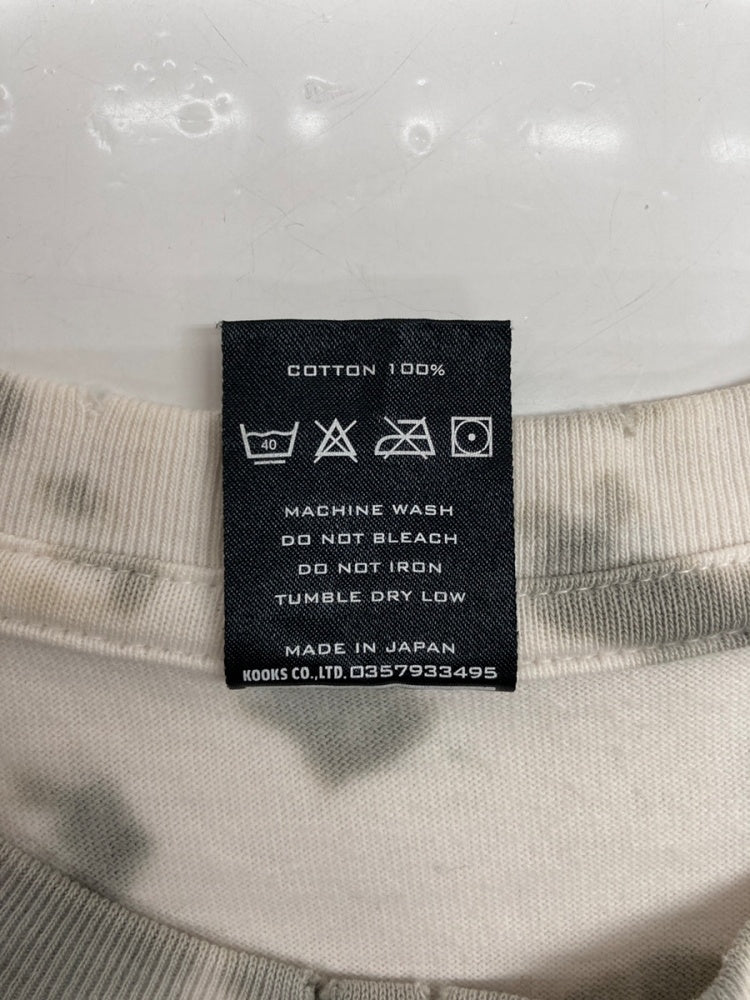 COTTON 100%
40
MACHINE WASH
DO NOT BLEACH
DO NOT IRON
TUMBLE DRY LOW
MADE IN JAPAN
KOOKS CO.,LTD. 0357933495